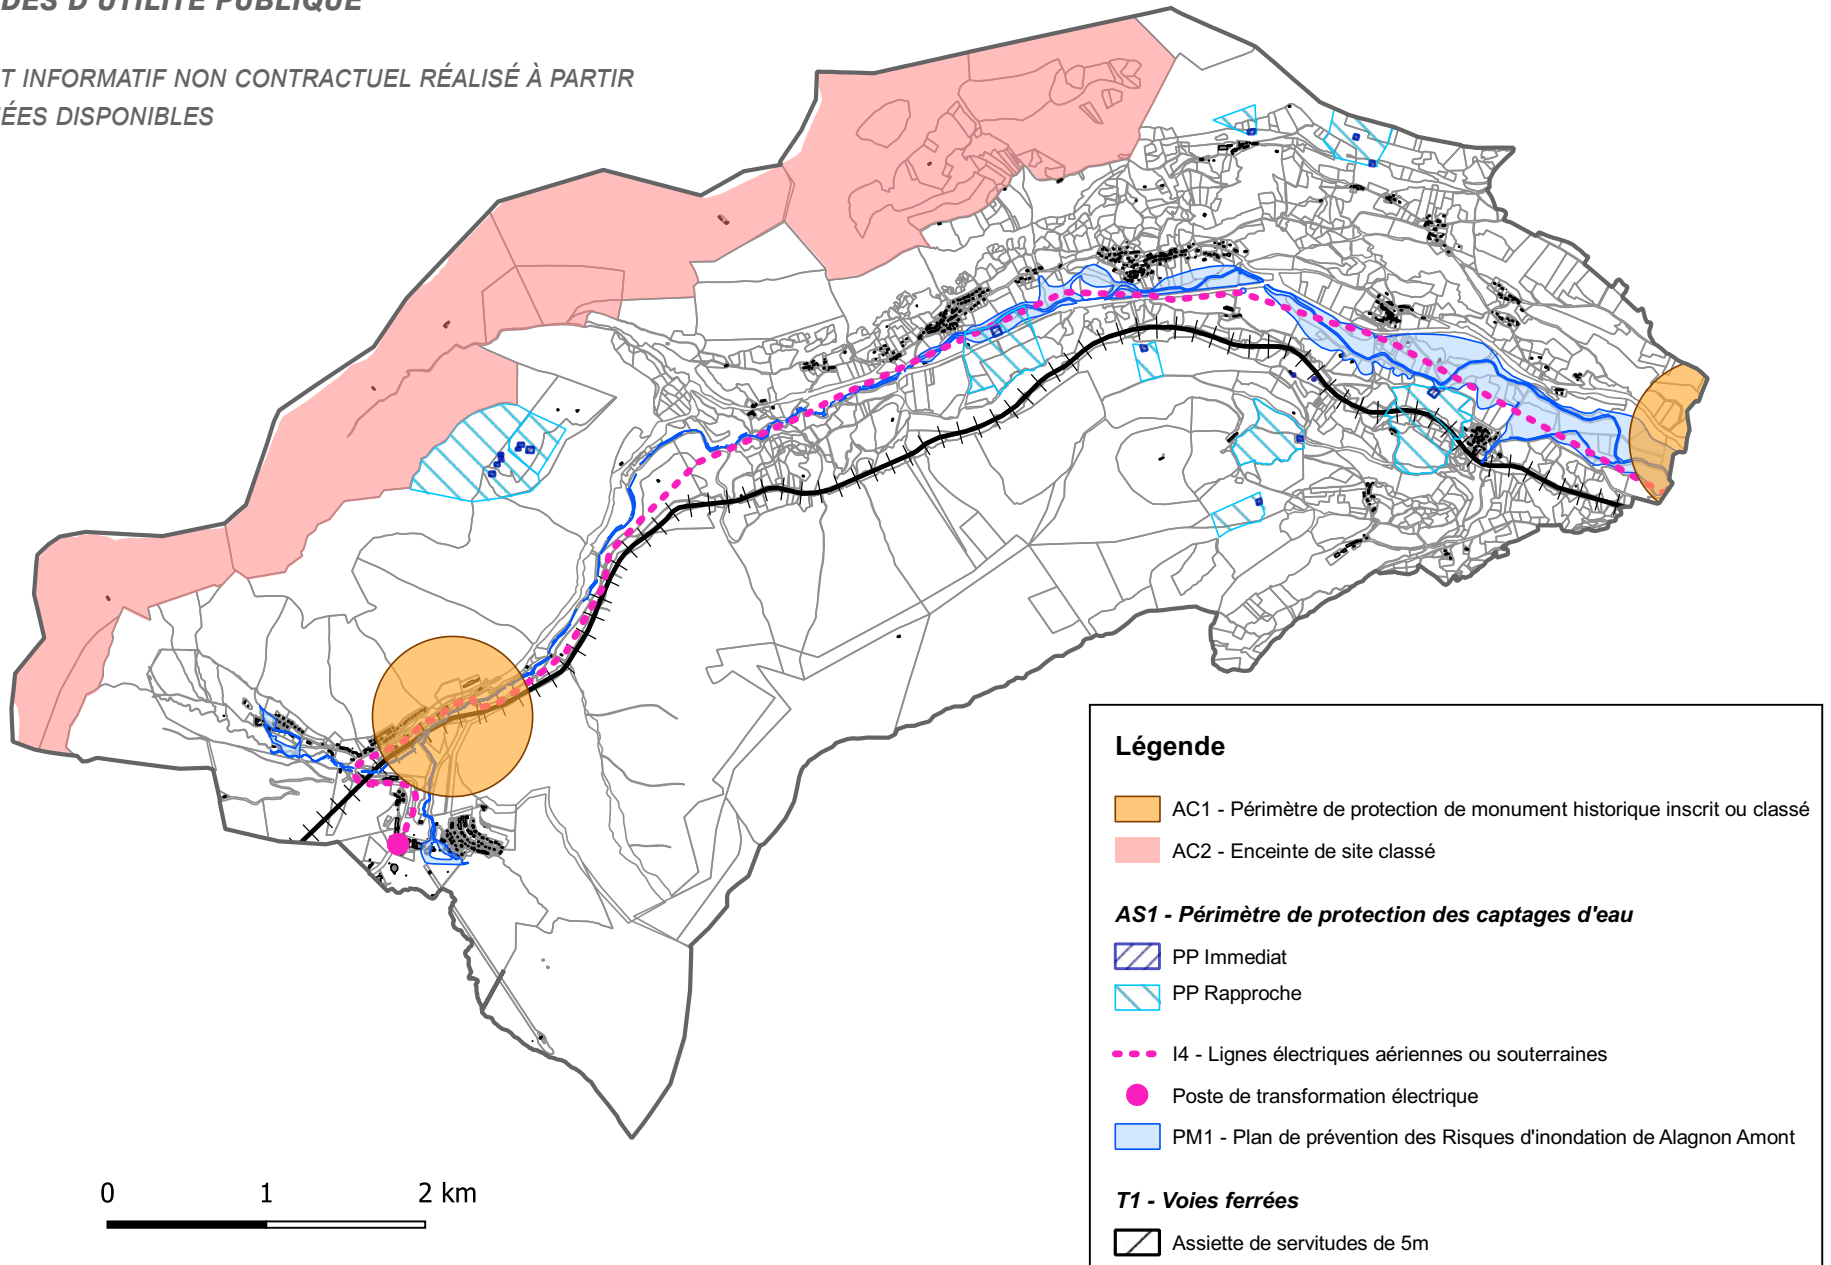 DES D'UTILITÉ PUBLIQUE
T INFORMATIF NON CONTRACTUEL RÉALISÉ À PARTIR
ÉES DISPONIBLES
Légende
AC1 - Périmètre de protection de monument historique inscrit ou classé
AC2 - Enceinte de site classé
AS1 - Périmètre de protection des captages d'eau
PP Immediat
PP Rapproche
I4 - Lignes électriques aériennes ou souterraines
Poste de transformation électrique
PM1 - Plan de prévention des Risques d'inondation de Alagnon Amont
T1 - Voies ferrées
Assiette de servitudes de 5m
0 1 2 km